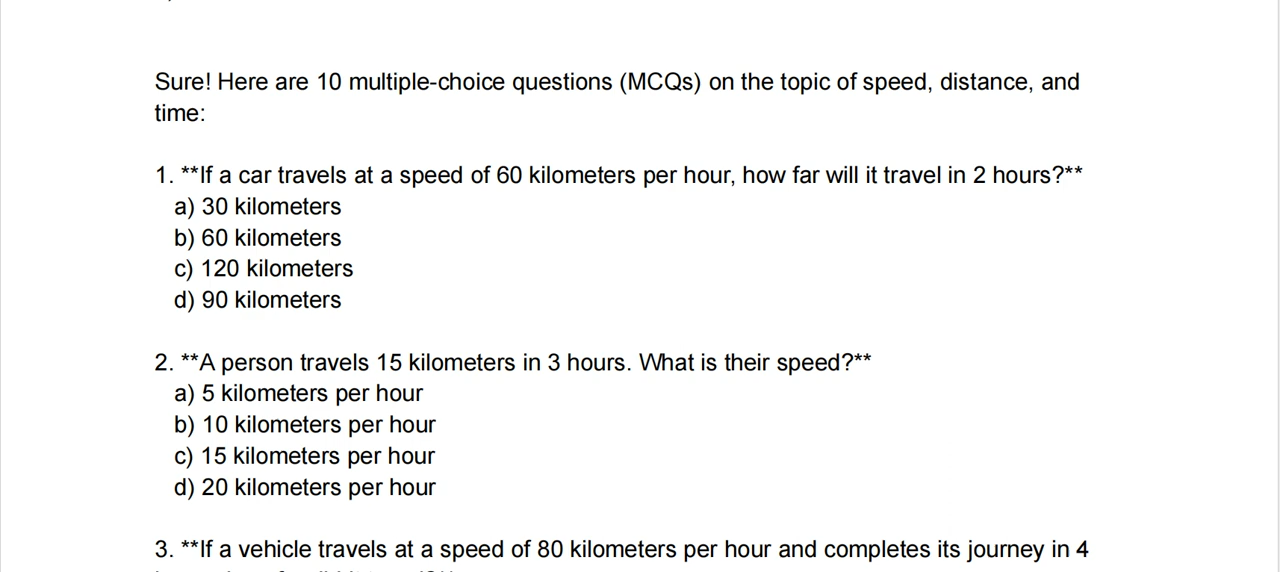 Sure! Here are 10 multiple-choice questions (MCQs) on the topic of speed, distance, and
time:
1. **If a car travels at a speed of 60 kilometers per hour, how far will it travel in 2 hours?**
a) 30 kilometers
b) 60 kilometers
c) 120 kilometers
d) 90 kilometers
2. **A person travels 15 kilometers in 3 hours. What is their speed?**
a) 5 kilometers per hour
b) 10 kilometers per hour
c) 15 kilometers per hour
d) 20 kilometers per hour
3. **If a vehicle travels at a speed of 80 kilometers per hour and completes its journey in 4